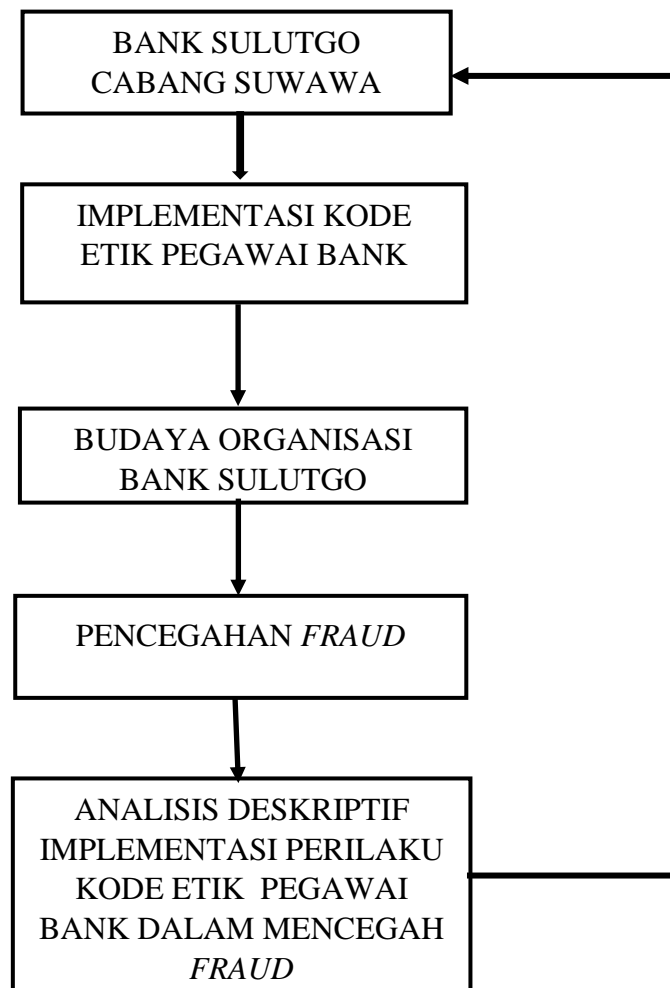 BANK SULUTGO
CABANG SUWAWA
IMPLEMENTASI KODE
ETIK PEGAWAI BANK
BUDAYA ORGANISASI
BANK SULUTGO
PENCEGAHAN FRAUD
ANALISIS DESKRIPTIF
IMPLEMENTASI PERILAKU
KODE ETIK PEGAWAI
BANK DALAM MENCEGAH
FRAUD